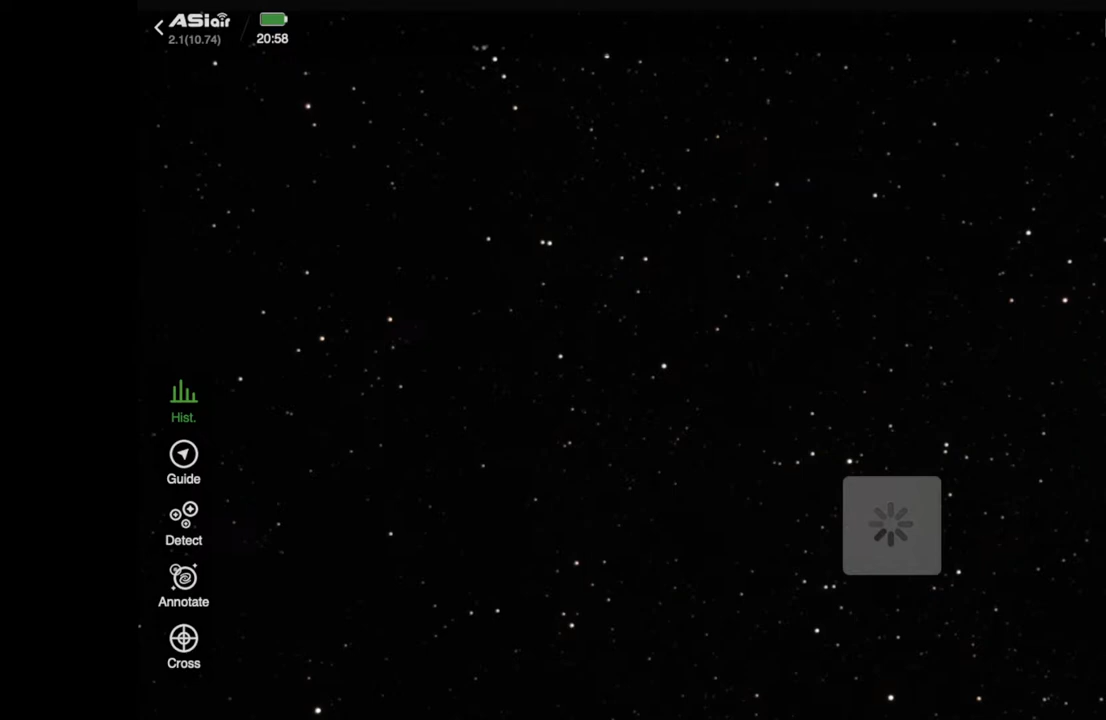 ASiair
2.1(10.74)
20:58
Hist.
Guide
Detect
Annotate
Cross